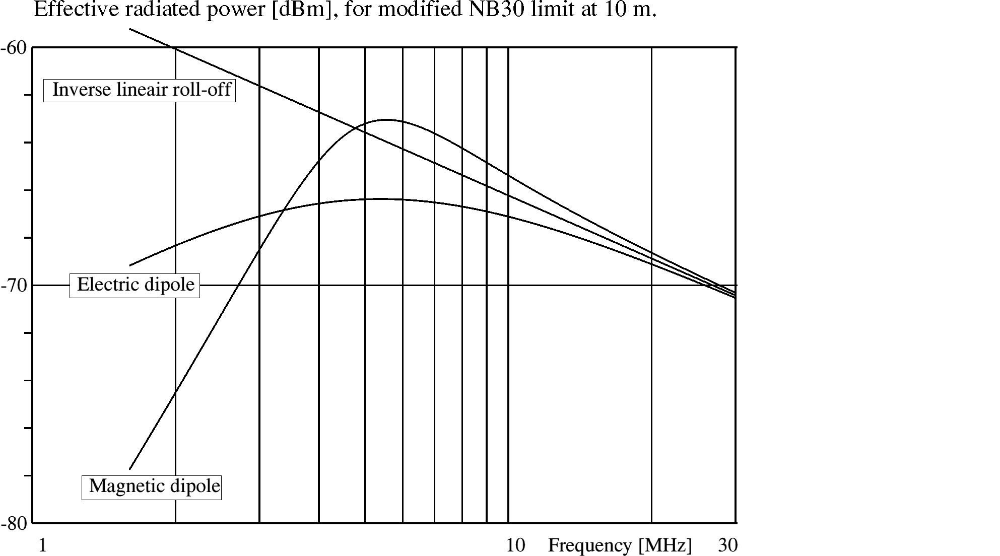 Effective radiated power [dBm], for modified NB30 limit at 10 m.
-60
Inverse lineair roll-off
-70
Electric dipole
Magnetic dipole
-80
1 10 Frequency [MHz] 30